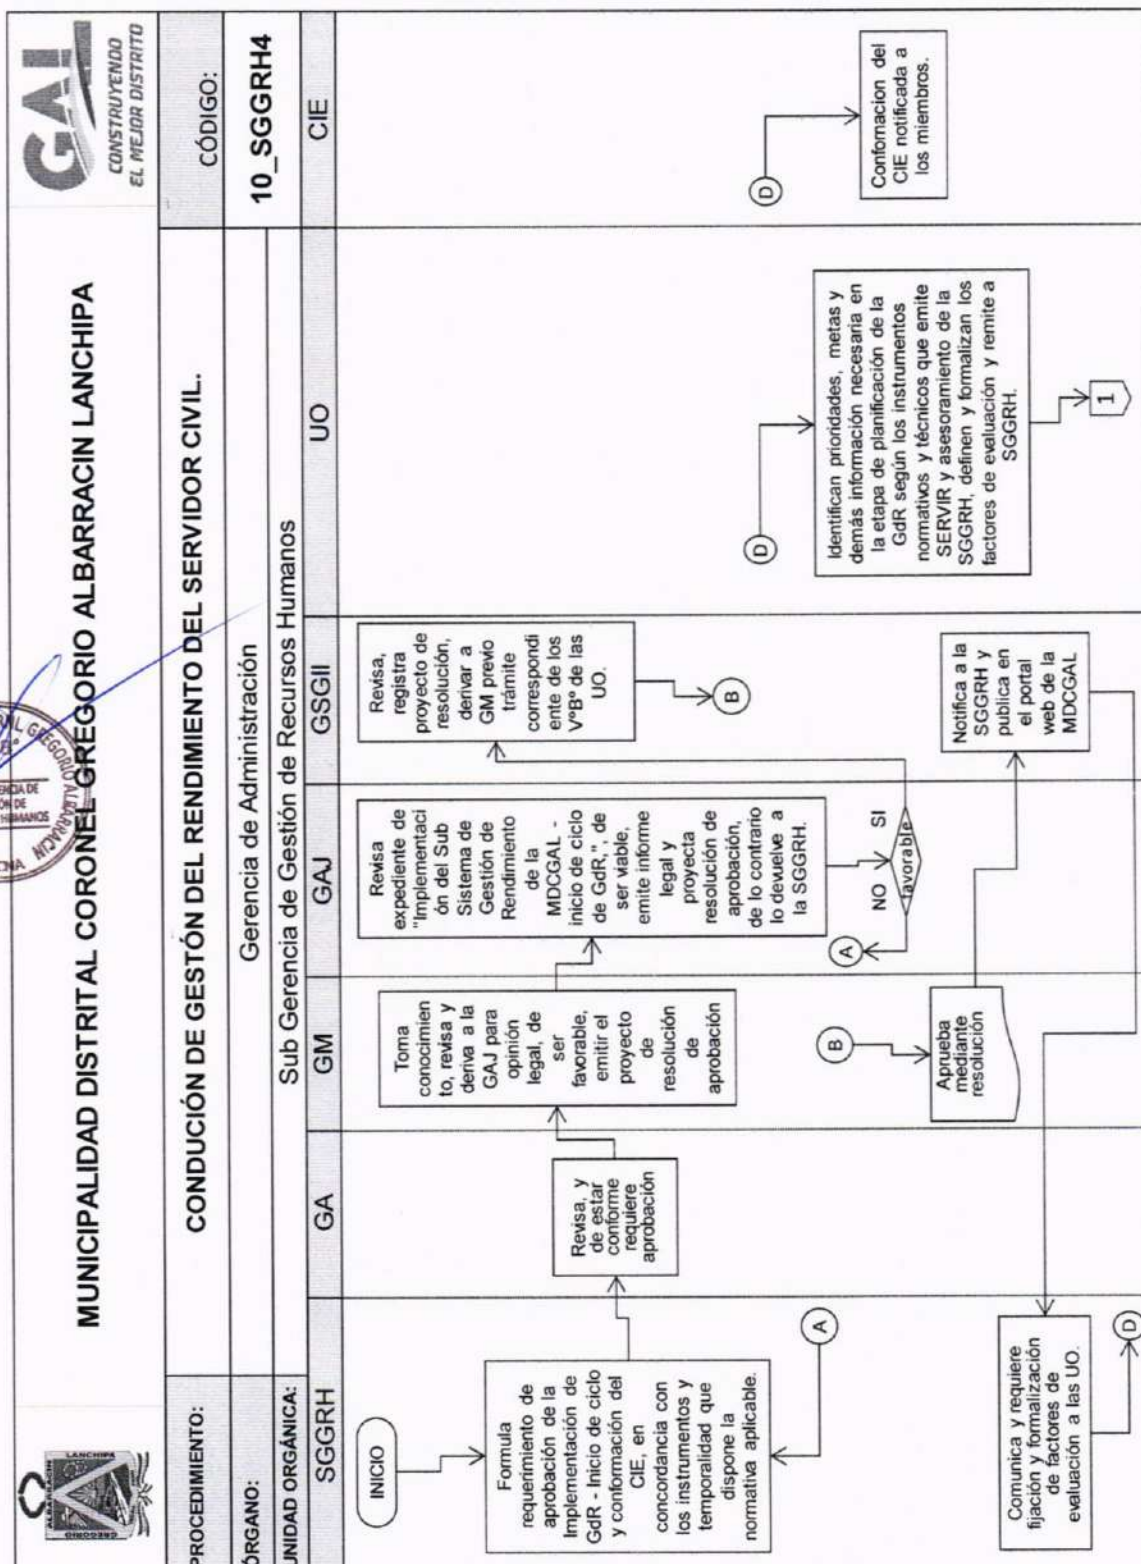 GREGORIO
ALBARRACIN
LANCHIPA
MUNICIPALIDAD DISTRITAL CORONEL GREGORIO ALBARRACIN LANCHIPA
GAL
CONSTRUYENDO
EL MEJOR DISTRITO
PROCEDIMIENTO:
CONDUCIÓN DE GESTÓN DEL RENDIMIENTO DEL SERVIDOR CIVIL.
CÓDIGO:
ÓRGANO:
Gerencia de Administración
10_SGGRH4
UNIDAD ORGÁNICA:
Sub Gerencia de Gestión de Recursos Humanos
SGGRH
GA
GM
GAJ
GSGII
UO
CIE
INICIO
Formula
requerimiento de
aprobación de la
Implementación de
GdR - Inicio de ciclo
y conformación del
CIE, en
concordancia con
los instrumentos y
temporalidad que
dispone la
normativa aplicable.
A
Comunica y requiere
fijación y formalización
de factores de
evaluación a las UO.
D
Revisa, y
de estar
conforme
requiere
aprobación
Toma
conocimien
to, revisa y
deriva a la
GAJ para
opinión
legal, de
ser
favorable,
emitir el
proyecto
de
resolución
de
aprobación
B
Aprueba
mediante
resolución
Revisa
expediente de
"Implementaci
ón del Sub
Sistema de
Gestión de
Rendimiento
de la
MDCGAL -
inicio de ciclo
de GdR,", de
ser viable,
emite informe
legal y
proyecta
resolución de
aprobación,
de lo contrario
lo devuelve a
la SGGRH.
NO
SI
favorable
A
Revisa,
registra
proyecto de
resolución,
derivar a
GM previo
trámite
correspondi
ente de los
V°B° de las
UO.
B
Notifica a la
SGGRH y
publica en
el portal
web de la
MDCGAL
D
Identifican prioridades, metas y
demás información necesaria en
la etapa de planificación de la
GdR según los instrumentos
normativos y técnicos que emite
SERVIR y asesoramiento de la
SGGRH, definen y formalizan los
factores de evaluación y remite a
SGGRH.
1
D
Confornacion del
CIE notificada a
los miembros.